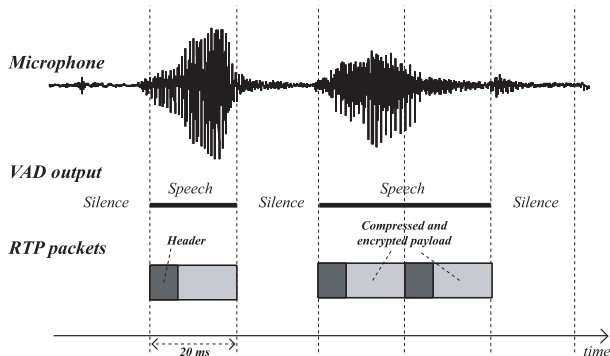 Microphone
VAD output
Silence
Speech
Silence
Speech
Silence
RTP packets
Header
Compressed and
encrypted payload
20 ms
time